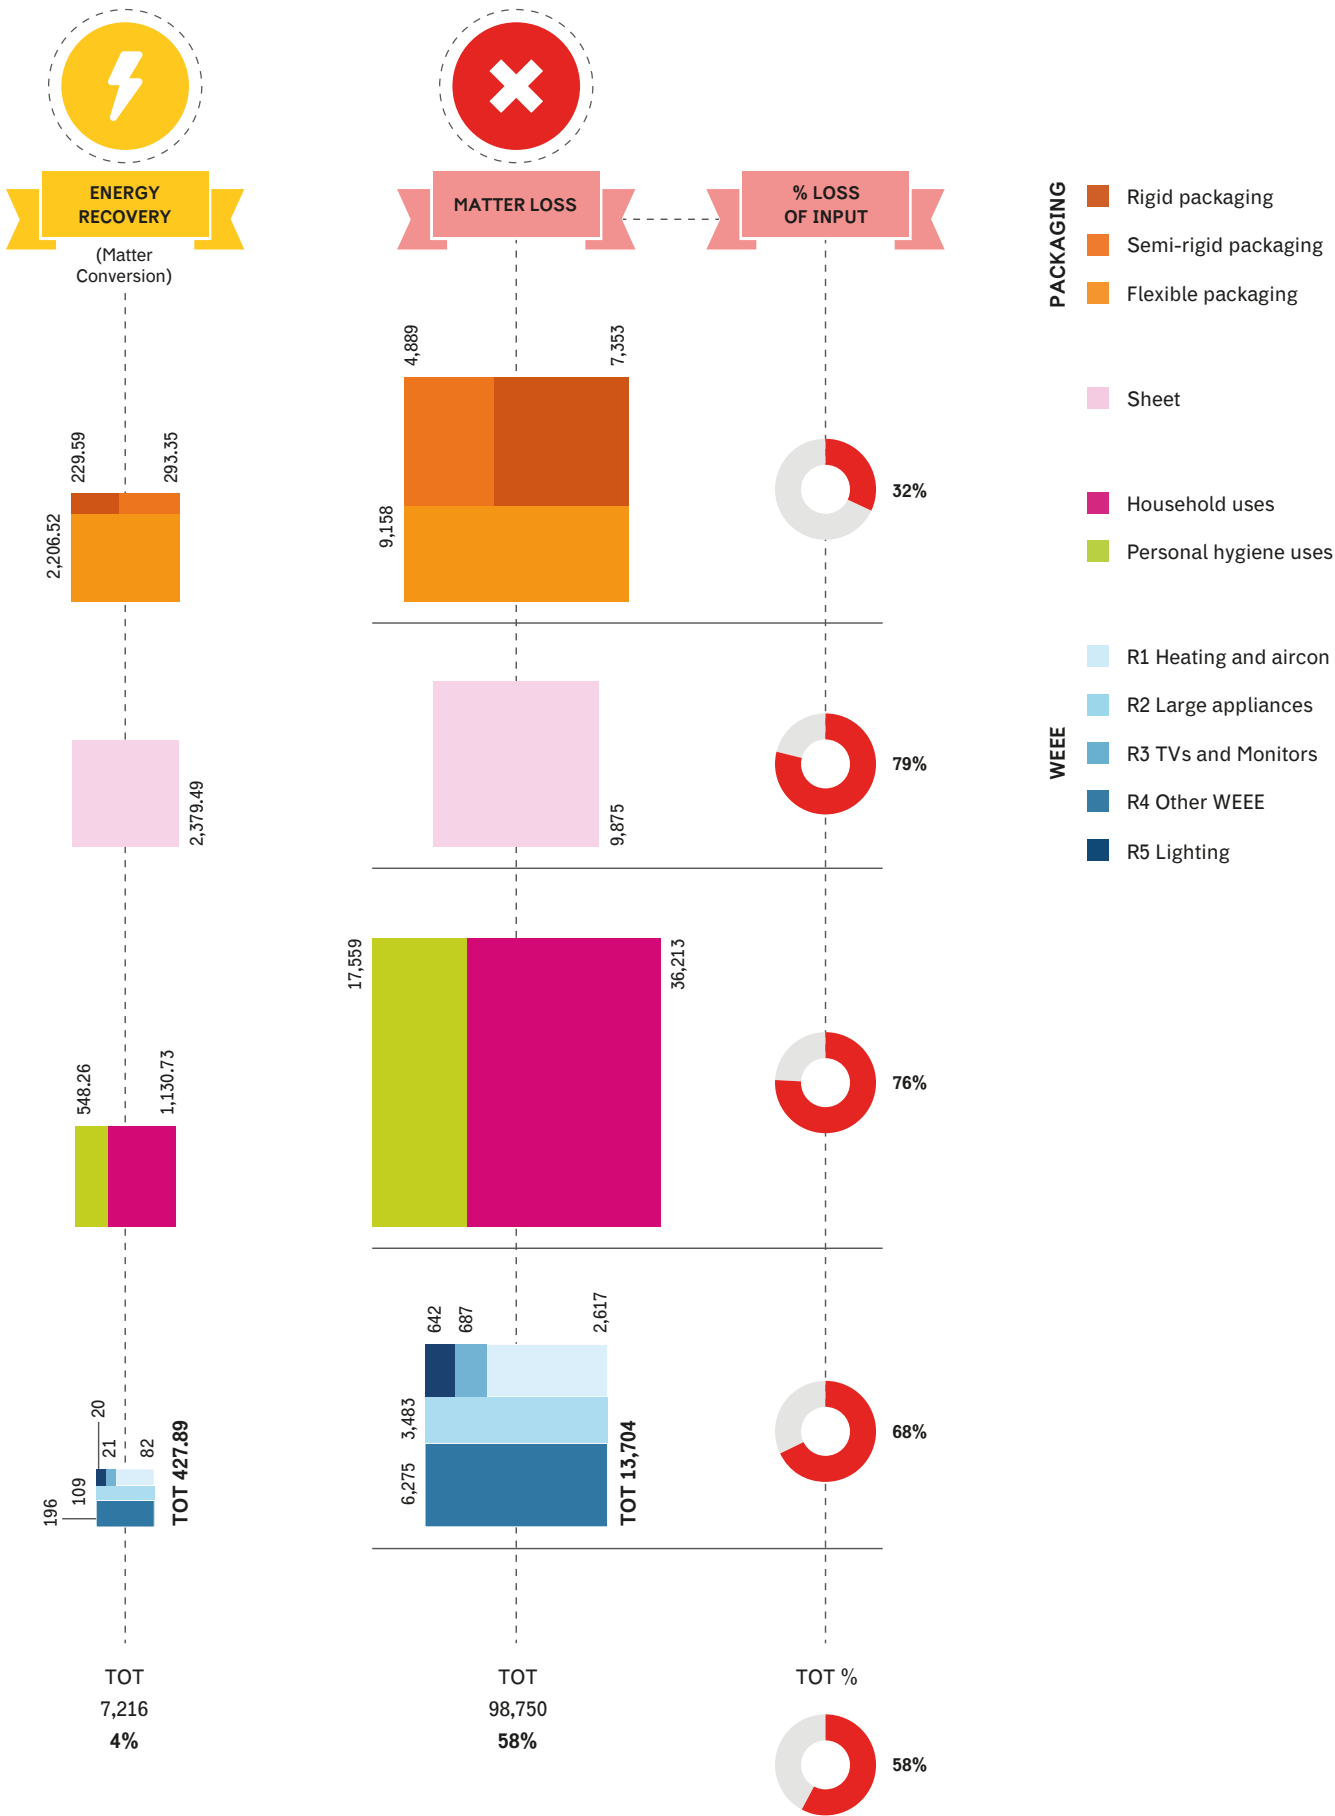 ENERGY
RECOVERY
(Matter
Conversion)
MATTER LOSS
% LOSS
OF INPUT
PACKAGING
Rigid packaging
Semi-rigid packaging
Flexible packaging
Sheet
Household uses
Personal hygiene uses
WEEE
R1 Heating and aircon
R2 Large appliances
R3 TVs and Monitors
R4 Other WEEE
R5 Lighting
229.59
293.35
2,206.52
4,889
7,353
9,158
32%
2,379.49
9,875
79%
548.26
1,130.73
17,559
36,213
76%
20
21
82
109
196
TOT 427.89
642
687
2,617
3,483
6,275
TOT 13,704
68%
TOT
7,216
4%
TOT
98,750
58%
TOT %
58%